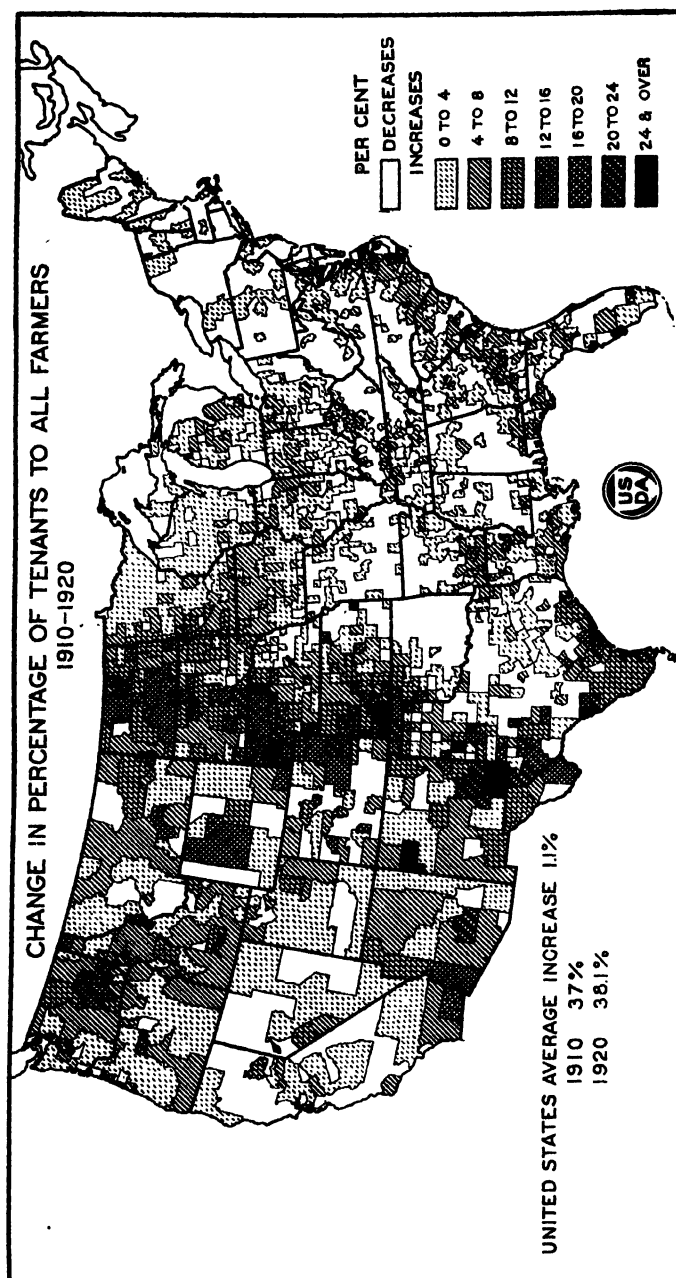 CHANGE IN PERCENTAGE OF TENANTS TO ALL FARMERS
1910-1920
PER CENT
DECREASES
INCREASES
0 TO 4
4 TO 8
8 TO 12
12 TO 16
16 TO 20
20 TO 24
24 & OVER
UNITED STATES AVERAGE INCREASE 1.1%
1910 37%
1920 38.1%
US
DA